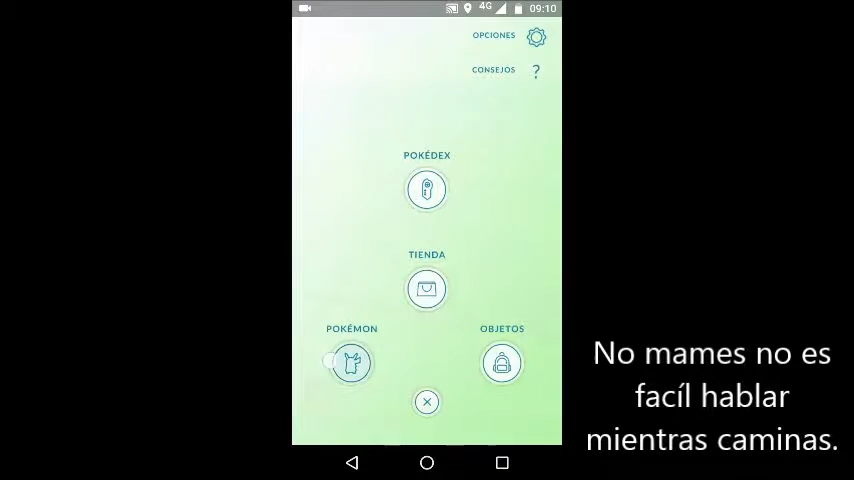 4G 09:10
OPCIONES
CONSEJOS ?
POKÉDEX
TIENDA
POKÉMON
OBJETOS
No mames no es
facíl hablar
mientras caminas.